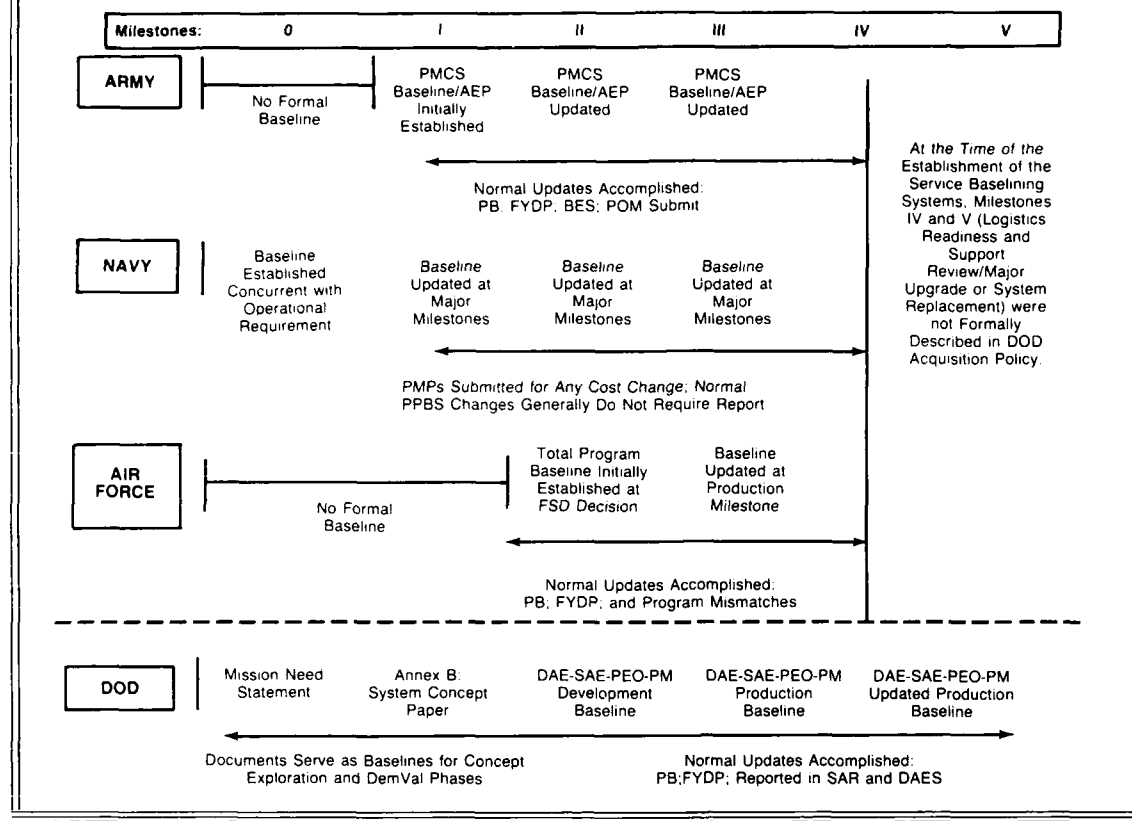 Milestones: 0 I II III IV V
ARMY
No Formal
Baseline
PMCS
Baseline/AEP
Initially
Established
PMCS
Baseline/AEP
Updated
PMCS
Baseline/AEP
Updated
Normal Updates Accomplished:
PB. FYDP; BES; POM Submit
At the Time of the
Establishment of the
Service Baselining
Systems, Milestones
IV and V (Logistics
Readiness and
Support
Review/Major
Upgrade or System
Replacement) were
not Formally
Described in DOD
Acquisition Policy.
NAVY
Baseline
Established
Concurrent with
Operational
Requirement
Baseline
Updated at
Major
Milestones
Baseline
Updated at
Major
Milestones
Baseline
Updated at
Major
Milestones
PMPs Submitted for Any Cost Change; Normal
PPBS Changes Generally Do Not Require Report
AIR
FORCE
No Formal
Baseline
Total Program
Baseline Initially
Established at
FSD Decision
Baseline
Updated at
Production
Milestone
Normal Updates Accomplished:
PB; FYDP; and Program Mismatches
DOD
Mission Need
Statement
Annex B:
System Concept
Paper
DAE-SAE-PEO-PM
Development
Baseline
DAE-SAE-PEO-PM
Production
Baseline
DAE-SAE-PEO-PM
Updated Production
Baseline
Documents Serve as Baselines for Concept
Exploration and DemVal Phases
Normal Updates Accomplished:
PB;FYDP; Reported in SAR and DAES